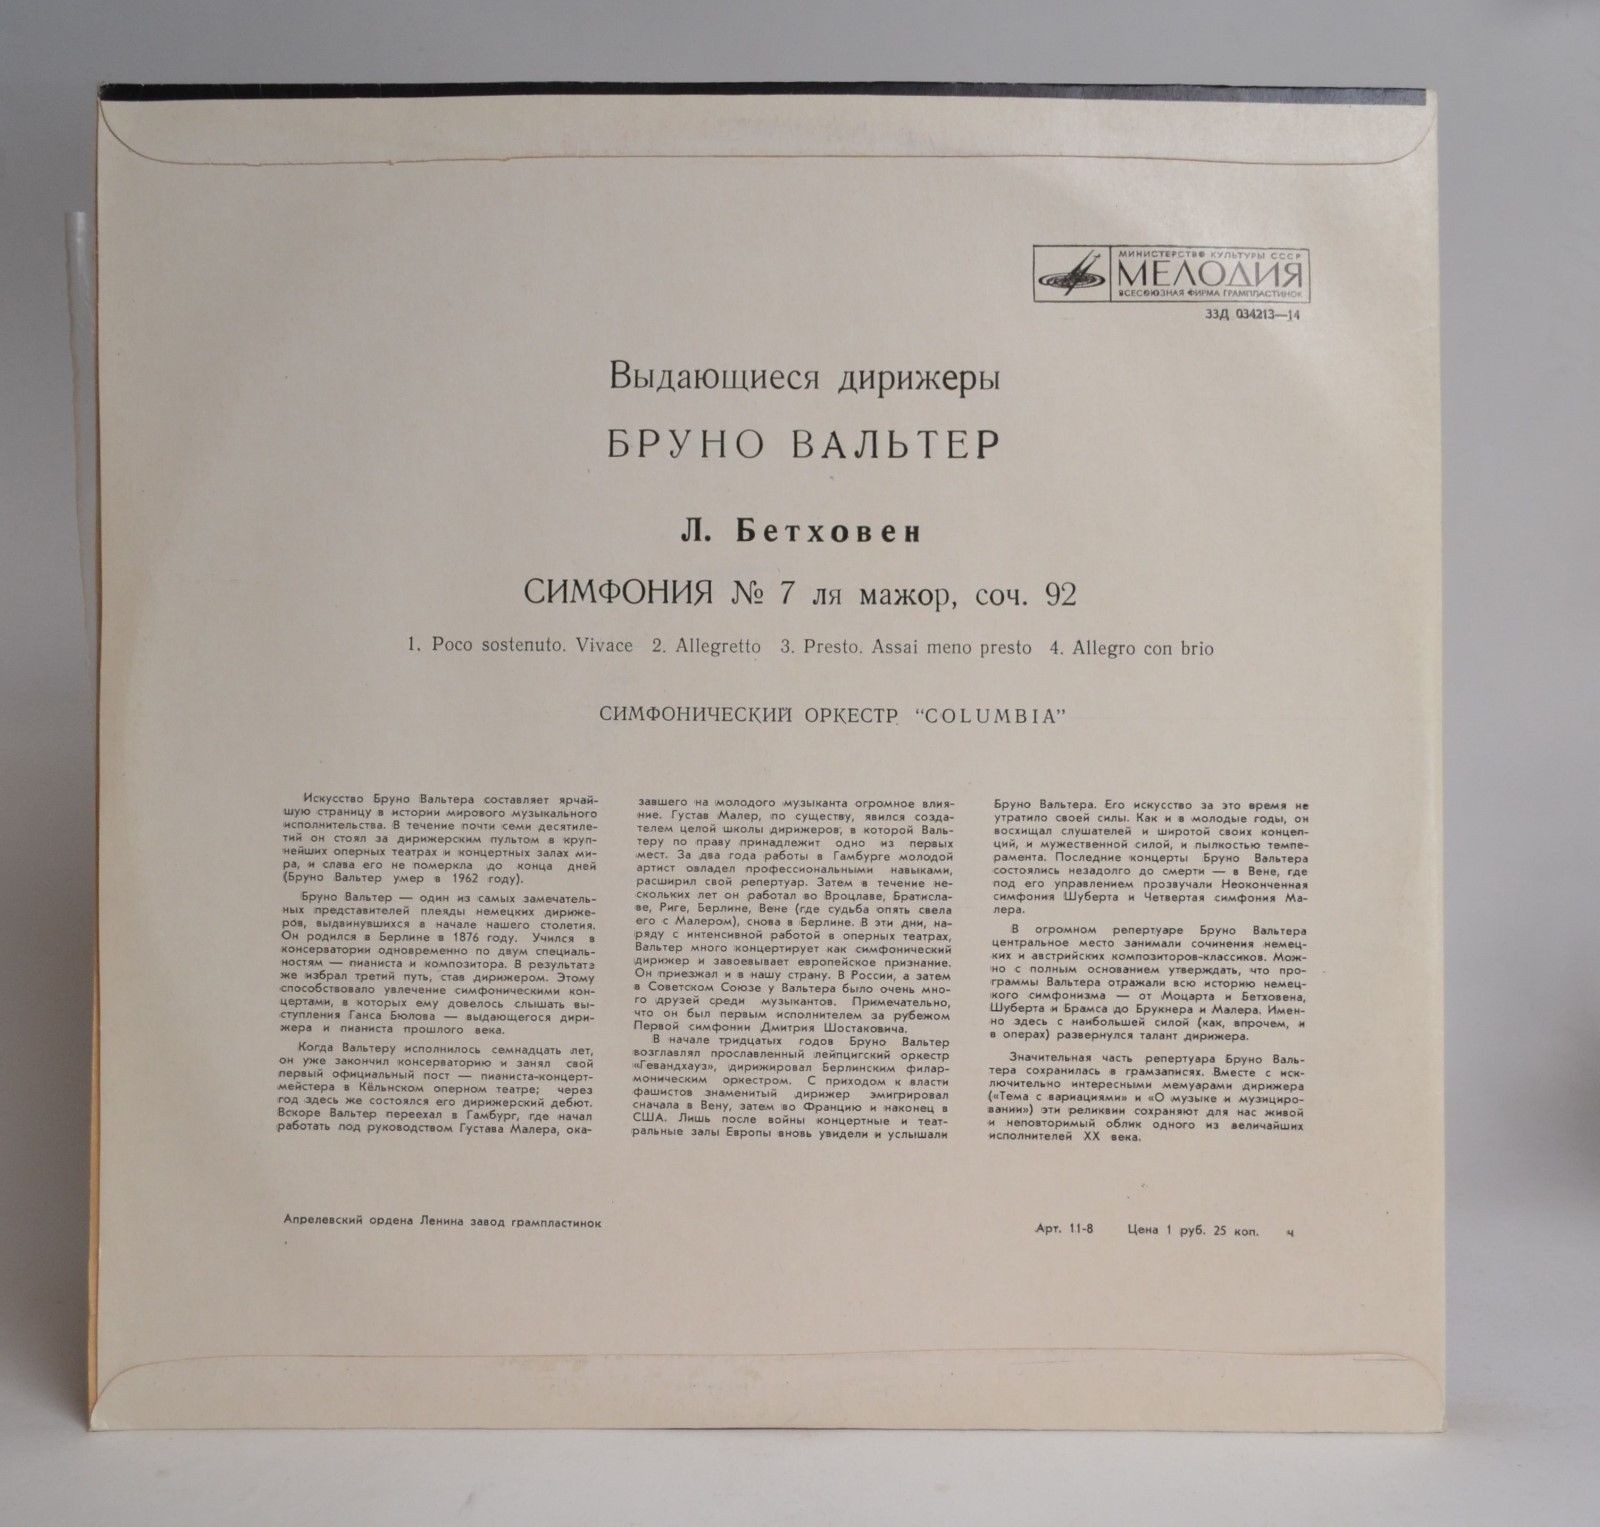 МИНИСТЕРСТВО КУЛЬТУРЫ СССР
МЕЛОДИЯ
ВСЕСОЮЗНАЯ ФИРМА ГРАМПЛАСТИНОК
33Д 034213—14
Выдающиеся дирижеры
БРУНО ВАЛЬТЕР
Л. Бетховен
СИМФОНИЯ № 7 ля мажор, соч. 92
1. Poco sostenuto. Vivace 2. Allegretto 3. Presto. Assai meno presto 4. Allegro con brio
СИМФОНИЧЕСКИЙ ОРКЕСТР “COLUMBIA”
Искусство Бруно Вальтера составляет ярчай-
шую страницу в истории мирового музыкального
исполнительства. В течение почти семи десятиле-
тий он стоял за дирижерским пультом в круп-
нейших оперных театрах и концертных залах ми-
ра, и слава его не померкла до конца дней
(Бруно Вальтер умер в 1962 году).
Бруно Вальтер — один из самых замечатель-
ных представителей плеяды немецких дириже-
ров, выдвинувшихся в начале нашего столетия.
Он родился в Берлине в 1876 году. Учился в
консерватории одновременно по двум специаль-
ностям — пианиста и композитора. В результате
же избрал третий путь, став дирижером. Этому
способствовало увлечение симфоническими кон-
цертами, в которых ему довелось слышать вы-
ступления Ганса Бюлова — выдающегося дири-
жера и пианиста прошлого века.
Когда Вальтеру исполнилось семнадцать лет,
он уже закончил консерваторию и занял свой
первый официальный пост — пианиста-концерт-
мейстера в Кёльнском оперном театре; через
год здесь же состоялся его дирижерский дебют.
Вскоре Вальтер переехал в Гамбург, где начал
работать под руководством Густава Малера, ока-
завшего на молодого музыканта огромное влия-
ние. Густав Малер, по существу, явился созда-
телем целой школы дирижеров, в которой Валь-
теру по праву принадлежит одно из первых
мест. За два года работы в Гамбурге молодой
артист овладел профессиональными навыками,
расширил свой репертуар. Затем в течение не-
скольких лет он работал во Вроцлаве, Братисла-
ве, Риге, Берлине, Вене (где судьба опять свела
его с Малером), снова в Берлине. В эти дни, на-
ряду с интенсивной работой в оперных театрах,
Вальтер много концертирует как симфонический
дирижер и завоевывает европейское признание.
Он приезжал и в нашу страну. В России, а затем
в Советском Союзе у Вальтера было очень мно-
го друзей среди музыкантов. Примечательно,
что он был первым исполнителем за рубежом
Первой симфонии Дмитрия Шостаковича.
В начале тридцатых годов Бруно Вальтер
возглавлял прославленный лейпцигский оркестр
«Гевандхауз», дирижировал Берлинским филар-
моническим оркестром. С приходом к власти
фашистов знаменитый дирижер эмигрировал
сначала в Вену, затем во Францию и наконец в
США. Лишь после войны концертные и теат-
ральные залы Европы вновь увидели и услышали
Бруно Вальтера. Его искусство за это время не
утратило своей силы. Как и в молодые годы, он
восхищал слушателей и широтой своих концеп-
ций, и мужественной силой, и пылкостью темпе-
рамента. Последние концерты Бруно Вальтера
состоялись незадолго до смерти — в Вене, где
под его управлением прозвучали Неоконченная
симфония Шуберта и Четвертая симфония Ма-
лера.
В огромном репертуаре Бруно Вальтера
центральное место занимали сочинения немец-
ких и австрийских композиторов-классиков. Мож-
но с полным основанием утверждать, что про-
граммы Вальтера отражали всю историю немец-
кого симфонизма — от Моцарта и Бетховена,
Шуберта и Брамса до Брукнера и Малера. Имен-
но здесь с наибольшей силой (как, впрочем, и
в операх) развернулся талант дирижера.
Значительная часть репертуара Бруно Валь-
тера сохранилась в грамзаписях. Вместе с иск-
лючительно интересными мемуарами дирижера
(«Тема с вариациями» и «О музыке и музициро-
вании») эти реликвии сохраняют для нас живой
и неповторимый облик одного из величайших
исполнителей XX века.
Апрелевский ордена Ленина завод грампластинок
Арт. 11-8 Цена 1 руб. 25 коп. ч